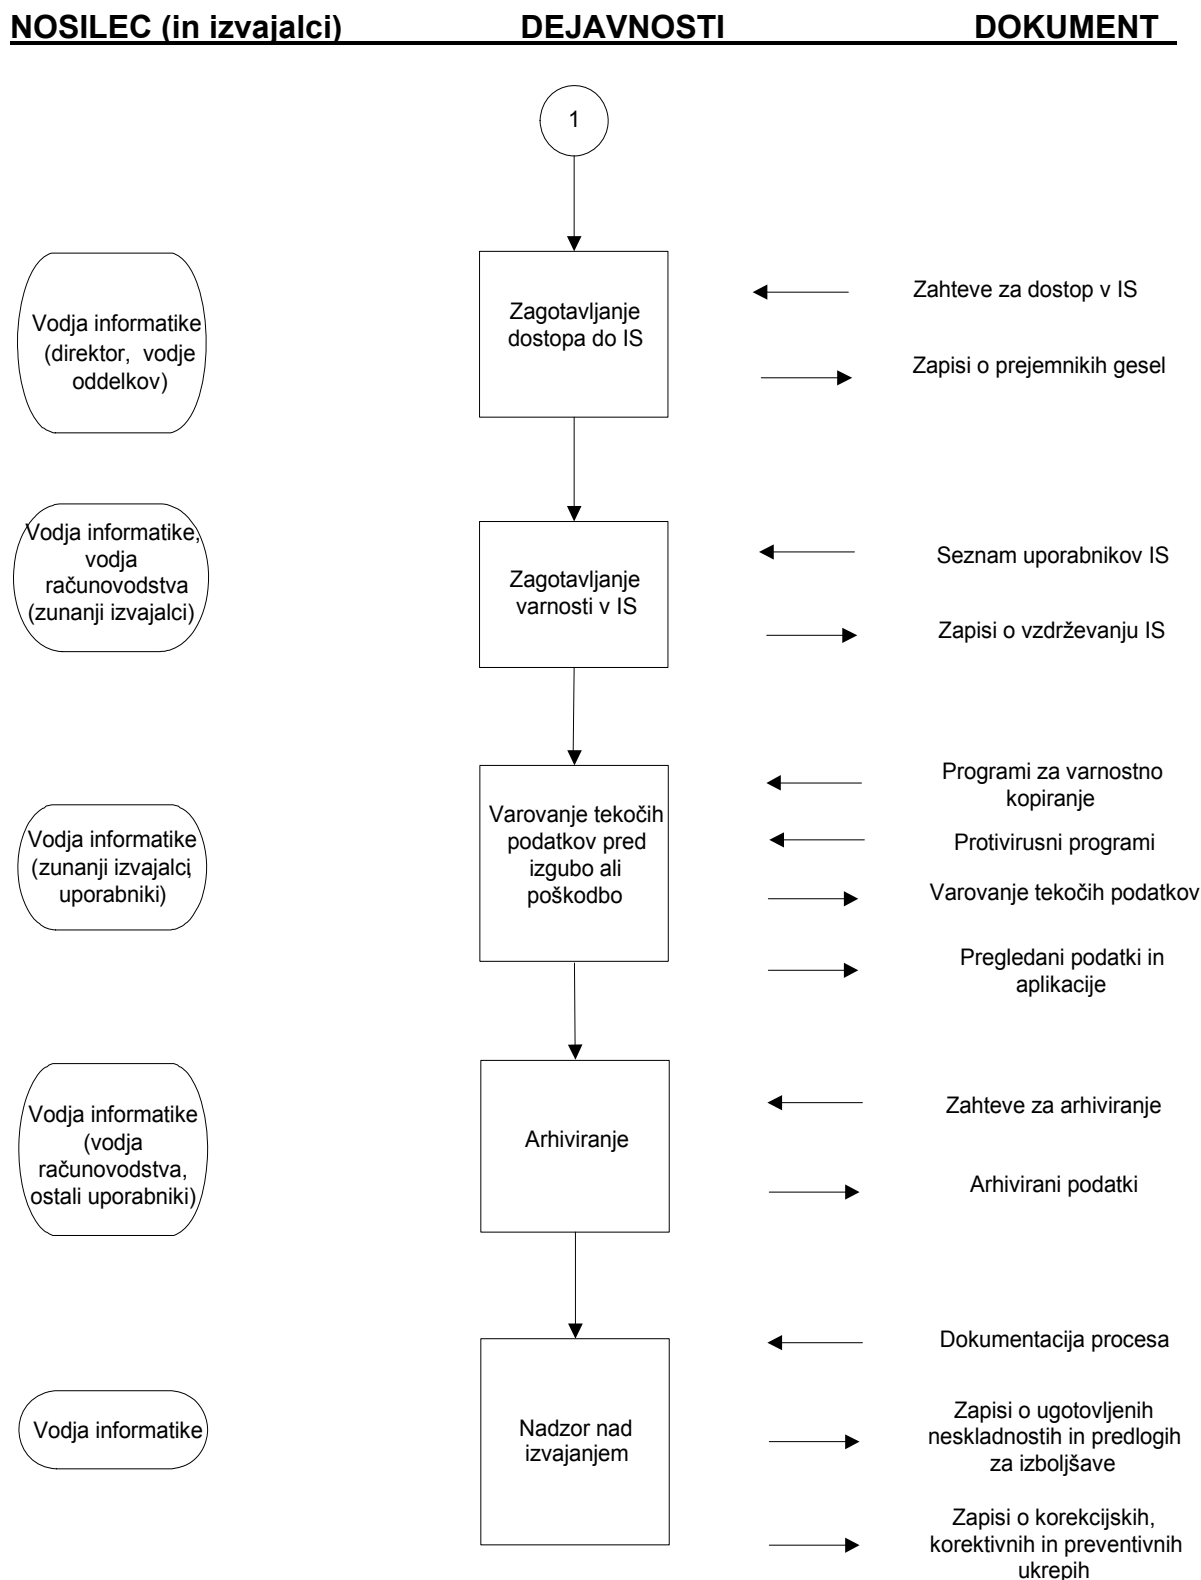 NOSILEC (in izvajalci) DEJAVNOSTI DOKUMENT
1
Vodja informatike
(direktor, vodje
oddelkov)
Zagotavljanje
dostopa do IS
Zahteve za dostop v IS
Zapisi o prejemnikih gesel
Vodja informatike,
vodja
računovodstva
(zunanji izvajalci)
Zagotavljanje
varnosti v IS
Seznam uporabnikov IS
Zapisi o vzdrževanju IS
Vodja informatike
(zunanji izvajalci,
uporabniki)
Varovanje tekočih
podatkov pred
izgubo ali
poškodbo
Programi za varnostno
kopiranje
Protivirusni programi
Varovanje tekočih podatkov
Pregledani podatki in
aplikacije
Vodja informatike
(vodja
računovodstva,
ostali uporabniki)
Arhiviranje
Zahteve za arhiviranje
Arhivirani podatki
Vodja informatike
Nadzor nad
izvajanjem
Dokumentacija procesa
Zapisi o ugotovljenih
neskladnostih in predlogih
za izboljšave
Zapisi o korekcijskih,
korektivnih in preventivnih
ukrepih